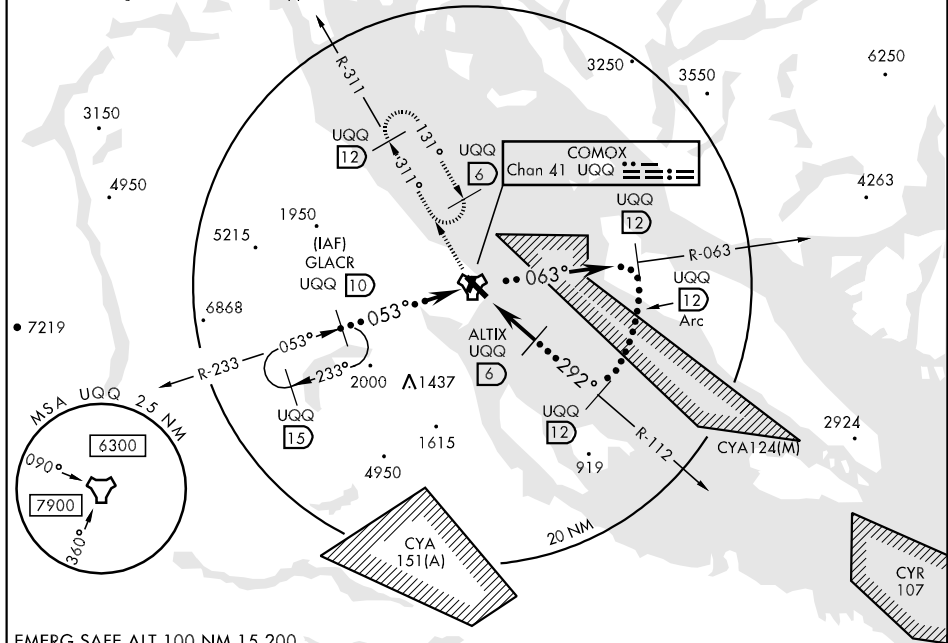 R-311
3250
3550
6250
3150
131°
UQQ
12
311°
UQQ
6
COMOX
Chan 41 UQQ
4950
4263
UQQ
12
1950
5215
(IAF)
GLACR
UQQ 10
R-063
063°
UQQ
12
Arc
6868
7219
053°
053°
R-233
233°
2000
1437
ALTIX
UQQ
6
292°
UQQ
15
UQQ
12
R-112
MSA UQQ 25 NM
6300
090°
7900
360°
1615
4950
919
2924
CYA124(M)
20 NM
CYA
151(A)
CYR
107
EMERG SAFE ALT 100 NM 15,200